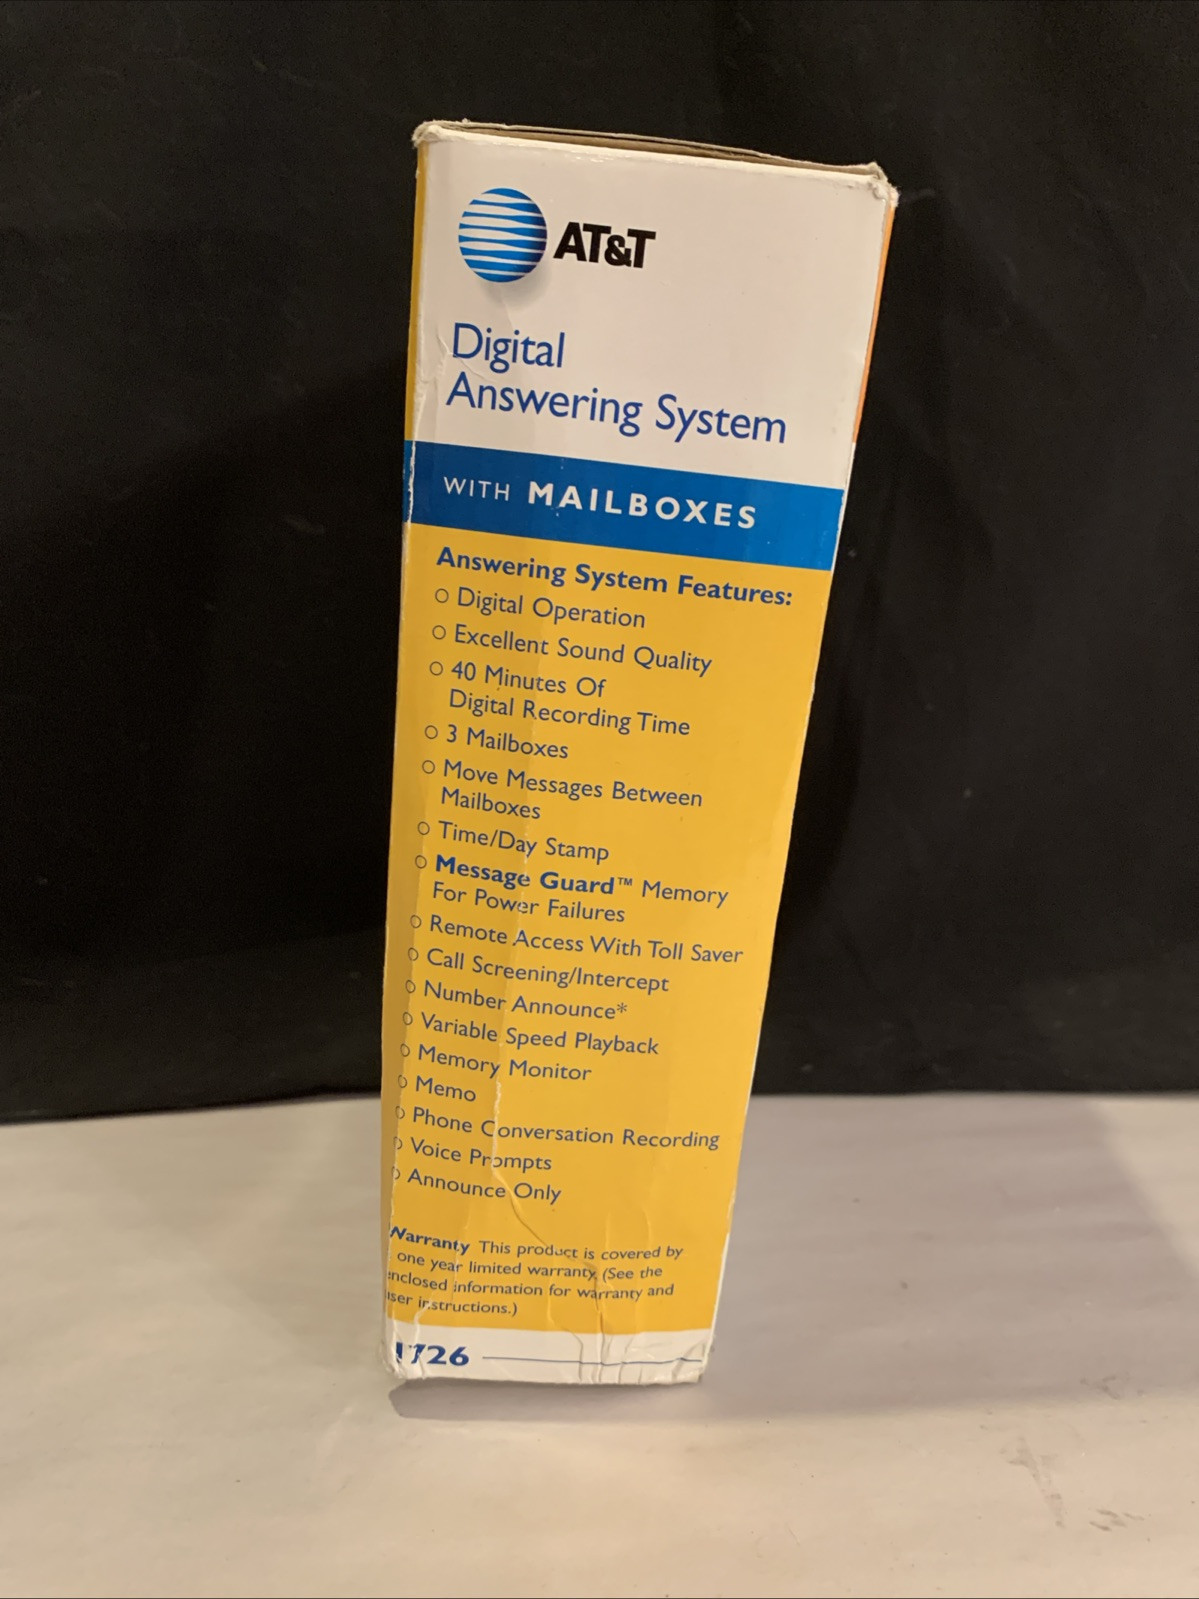 AT&T
Digital
Answering System
WITH MAILBOXES
Answering System Features:
○ Digital Operation
○ Excellent Sound Quality
○ 40 Minutes Of
Digital Recording Time
○ 3 Mailboxes
○ Move Messages Between
Mailboxes
○ Time/Day Stamp
○ Message Guard™ Memory
For Power Failures
○ Remote Access With Toll Saver
○ Call Screening/Intercept
○ Number Announce*
○ Variable Speed Playback
○ Memory Monitor
○ Memo
○ Phone Conversation Recording
○ Voice Prompts
○ Announce Only
Warranty This product is covered by
one year limited warranty. (See the
enclosed information for warranty and
user instructions.)
1726